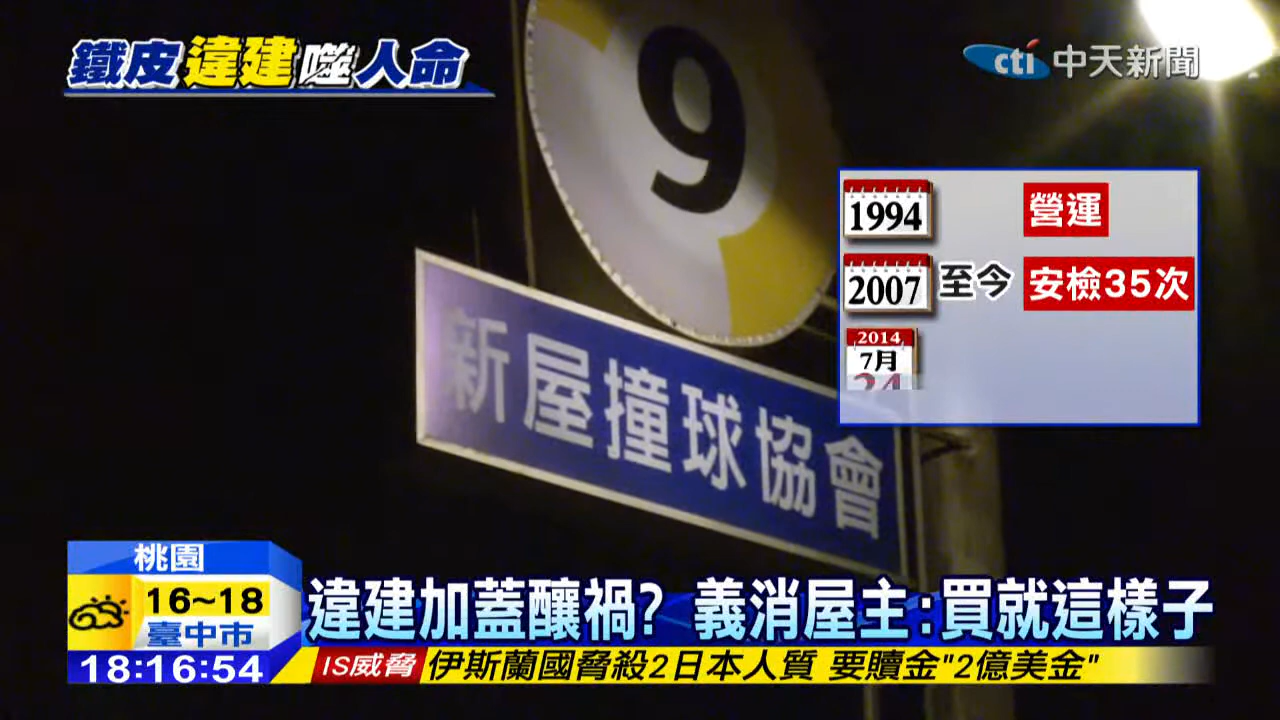 鐵皮違建噬人命
cti 中天新聞
9
1994 營運
2007 至今 安檢35次
2014
7月
24
新屋撞球協會
桃園
16~18
臺中市
18:16:54
違建加蓋釀禍? 義消屋主:買就這樣子
IS威脅 伊斯蘭國脅殺2日本人質 要贖金"2億美金"